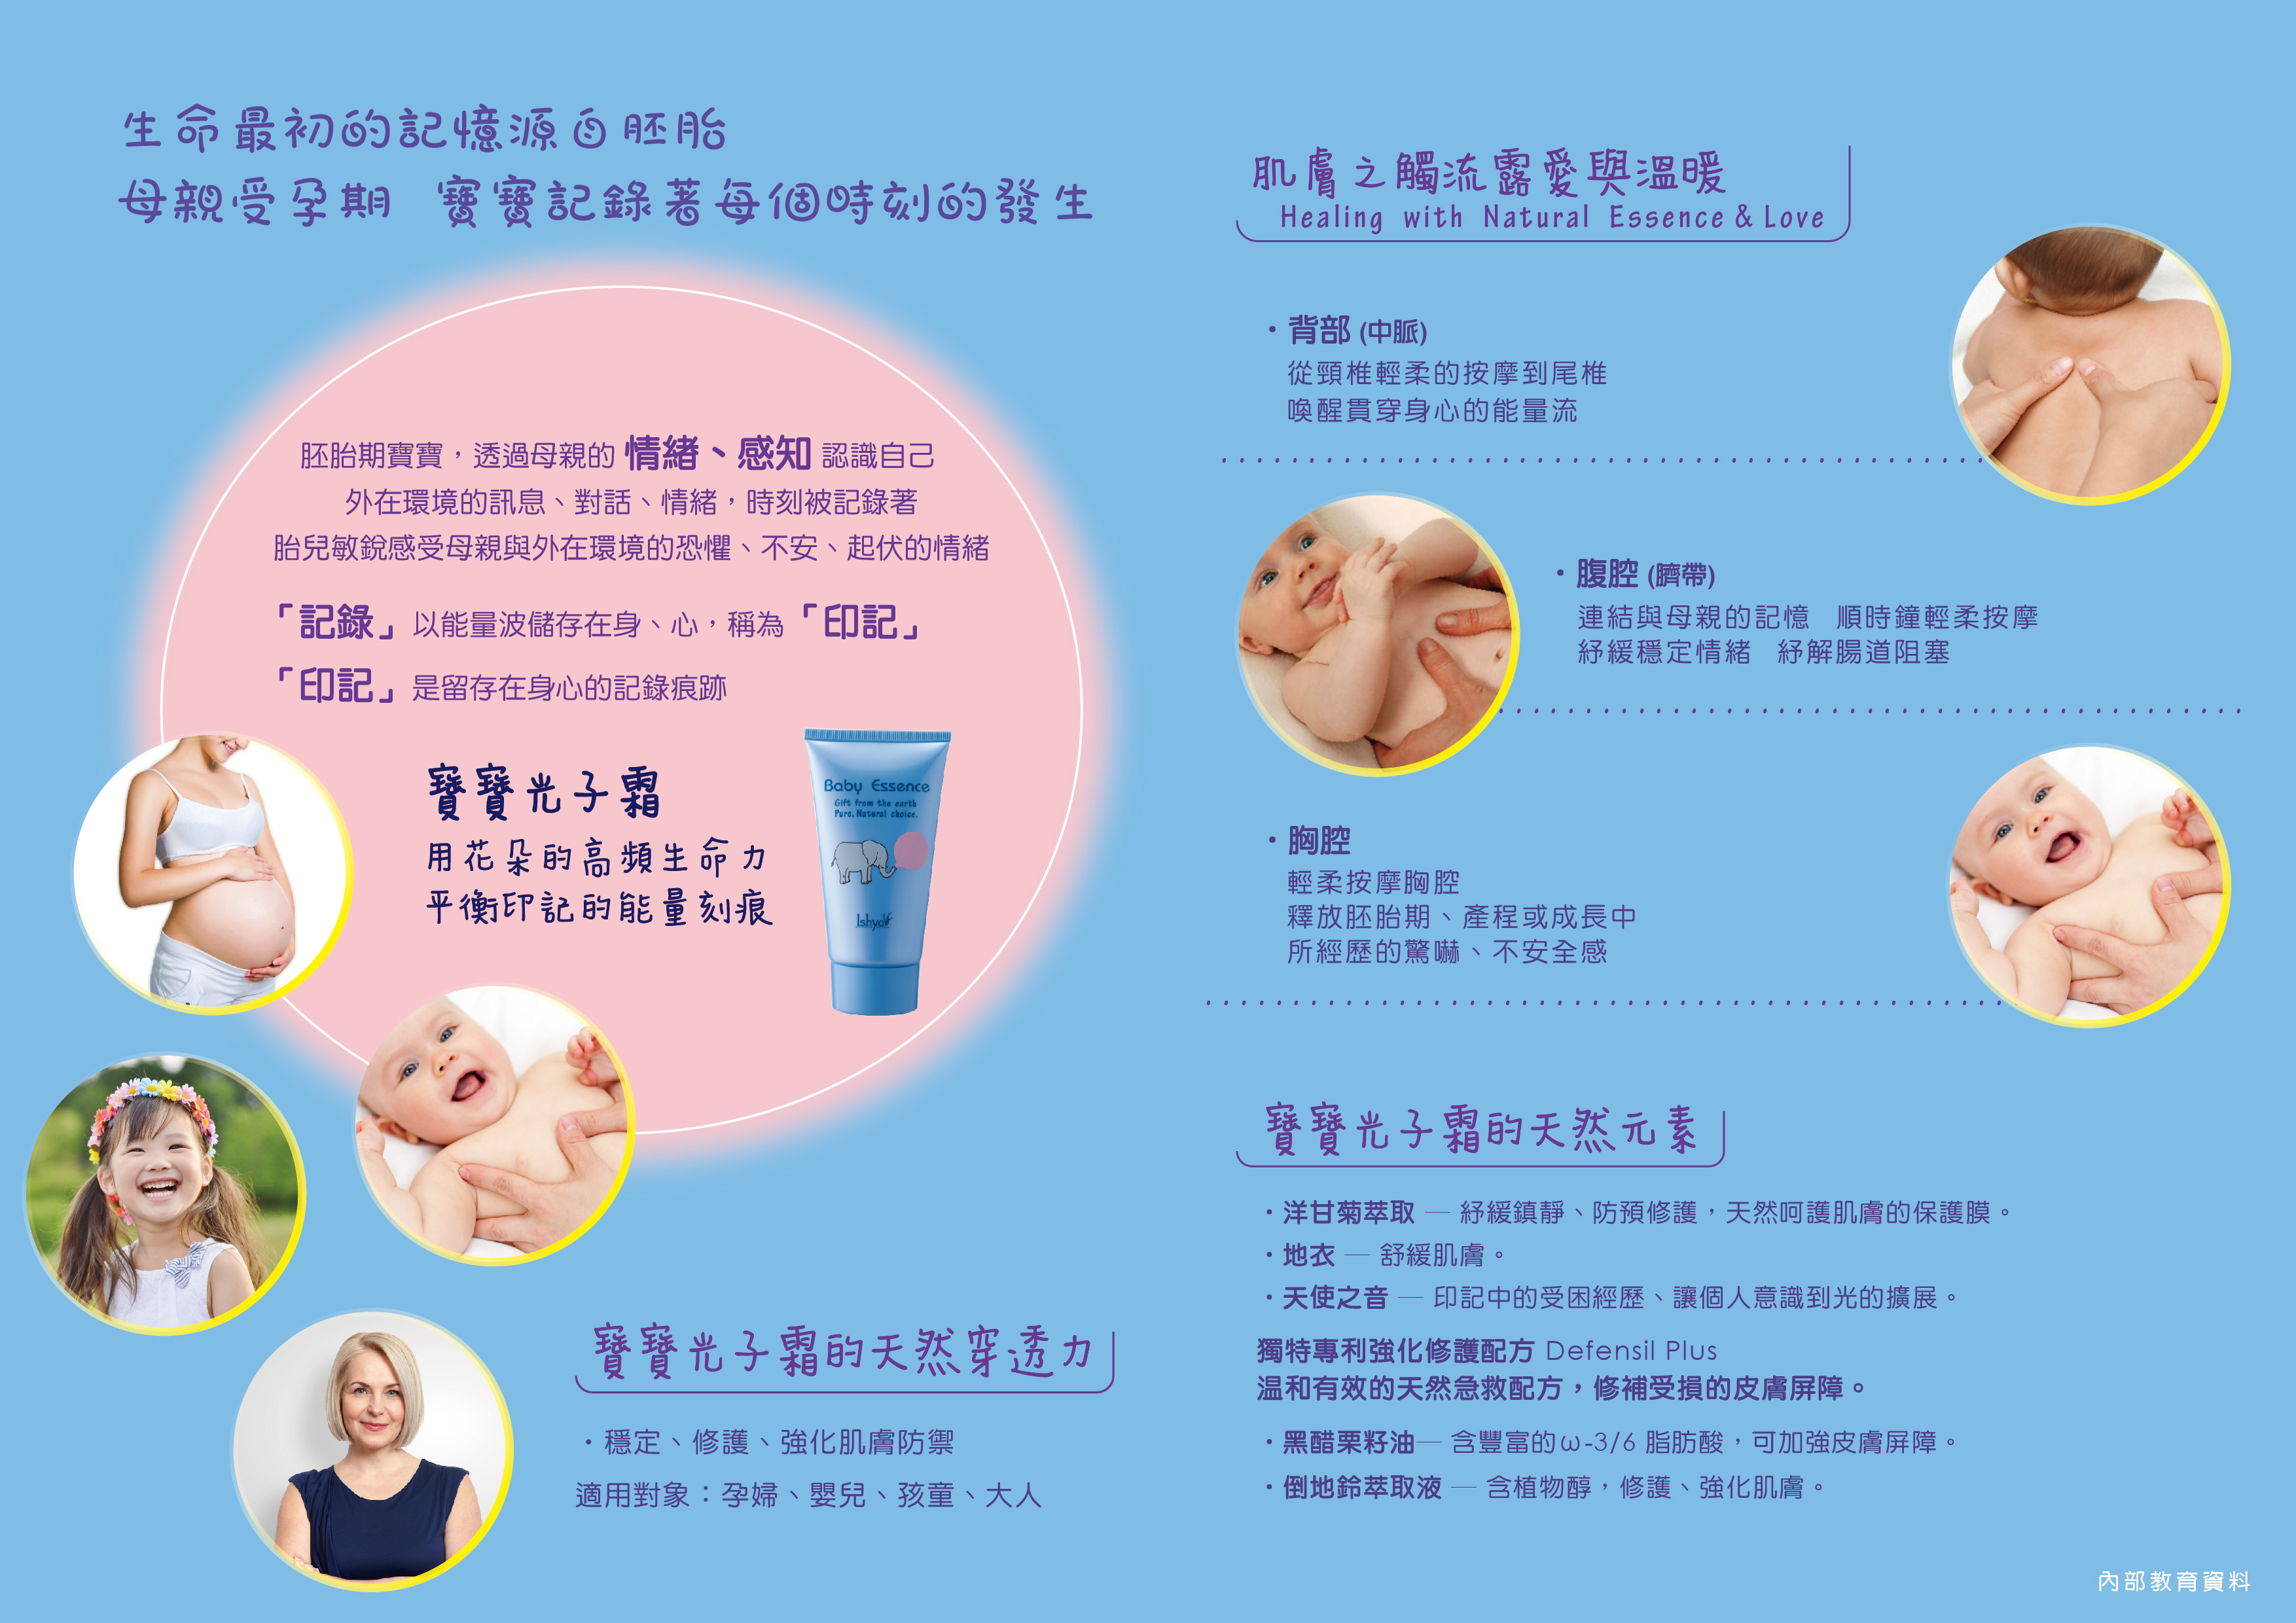 生命最初的記憶源自胚胎
母親受孕期 寶寶記錄著每個時刻的發生
胚胎期寶寶，透過母親的 情緒、感知 認識自己
外在環境的訊息、對話、情緒，時刻被記錄著
胎兒敏銳感受母親與外在環境的恐懼、不安、起伏的情緒
「記錄」以能量波儲存在身、心，稱為「印記」
「印記」是留存在身心的記錄痕跡
寶寶光子霜
用花朵的高頻生命力
平衡印記的能量刻痕
Baby Essence
Gift from the earth
Pure, Natural choice.
寶寶光子霜的天然穿透力
・穩定、修護、強化肌膚防禦
適用對象：孕婦、嬰兒、孩童、大人
肌膚之觸流露愛與溫暖
Healing with Natural Essence & Love
・背部 (中脈)
從頸椎輕柔的按摩到尾椎
喚醒貫穿身心的能量流
・腹腔 (臍帶)
連結與母親的記憶 順時鐘輕柔按摩
紓緩穩定情緒 紓解腸道阻塞
・胸腔
輕柔按摩胸腔
釋放胚胎期、產程或成長中
所經歷的驚嚇、不安全感
寶寶光子霜的天然元素
・洋甘菊萃取 — 紓緩鎮靜、防預修護，天然呵護肌膚的保護膜。
・地衣 — 舒緩肌膚。
・天使之音 — 印記中的受困經歷、讓個人意識到光的擴展。
獨特專利強化修護配方 Defensil Plus
溫和有效的天然急救配方，修補受損的皮膚屏障。
・黑醋栗籽油— 含豐富的ω-3/6 脂肪酸，可加強皮膚屏障。
・倒地鈴萃取液 — 含植物醇，修護、強化肌膚。
內部教育資料